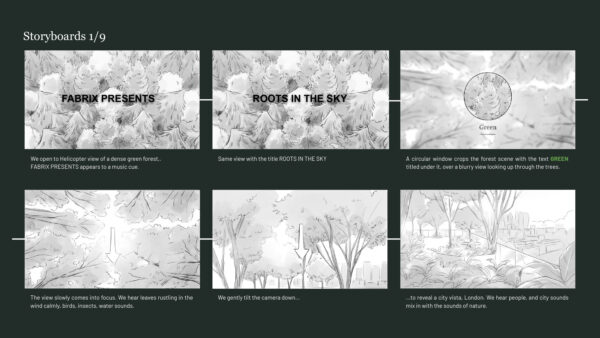 Storyboards 1/9
FABRIX PRESENTS
ROOTS IN THE SKY
Green
We open to Helicopter view of a dense green forest..
FABRIX PRESENTS appears to a music cue.
Same view with the title ROOTS IN THE SKY
A circular window crops the forest scene with the text GREEN
titled under it, over a blurry view looking up through the trees.
The view slowly comes into focus. We hear leaves rustling in the
wind calmly, birds, insects, water sounds.
We gently tilt the camera down...
...to reveal a city vista, London. We hear people, and city sounds
mix in with the sounds of nature.